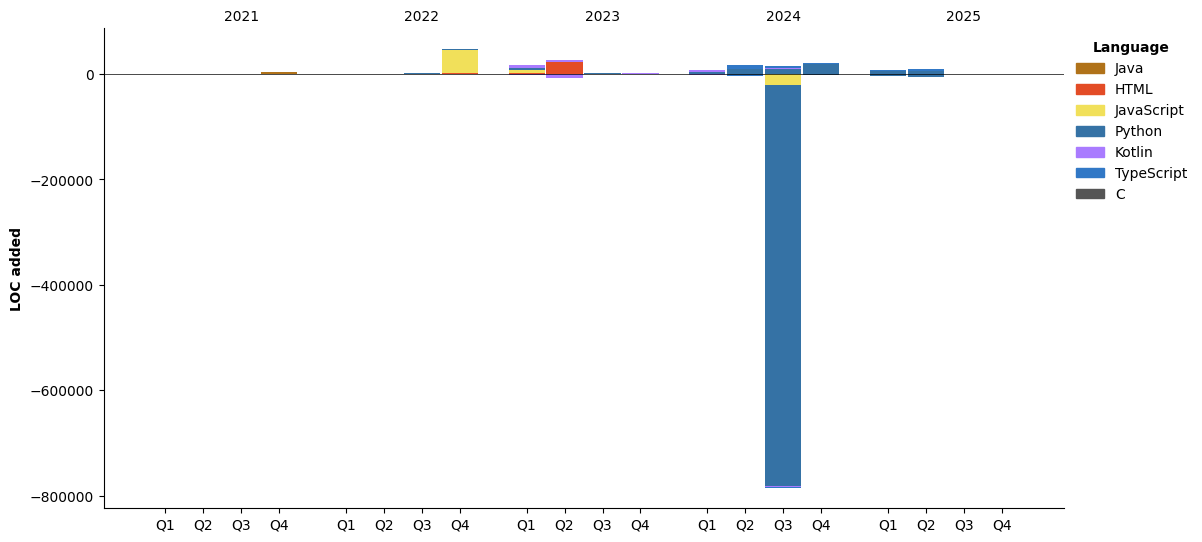 2021 2022 2023 2024 2025
Language
Java
HTML
JavaScript
Python
Kotlin
TypeScript
C
LOC added
0
−200000
−400000
−600000
−800000
Q1 Q2 Q3 Q4 Q1 Q2 Q3 Q4 Q1 Q2 Q3 Q4 Q1 Q2 Q3 Q4 Q1 Q2 Q3 Q4